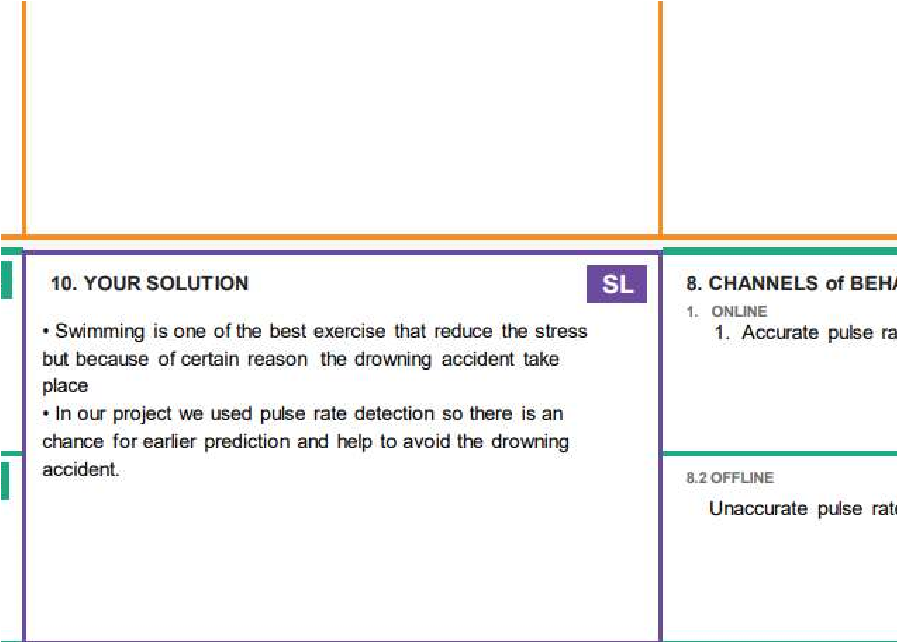 10. YOUR SOLUTION
SL
• Swimming is one of the best exercise that reduce the stress
but because of certain reason the drowning accident take
place
• In our project we used pulse rate detection so there is an
chance for earlier prediction and help to avoid the drowning
accident.
8. CHANNELS of BEHA
1. ONLINE
1. Accurate pulse ra
8.2 OFFLINE
Unaccurate pulse rate